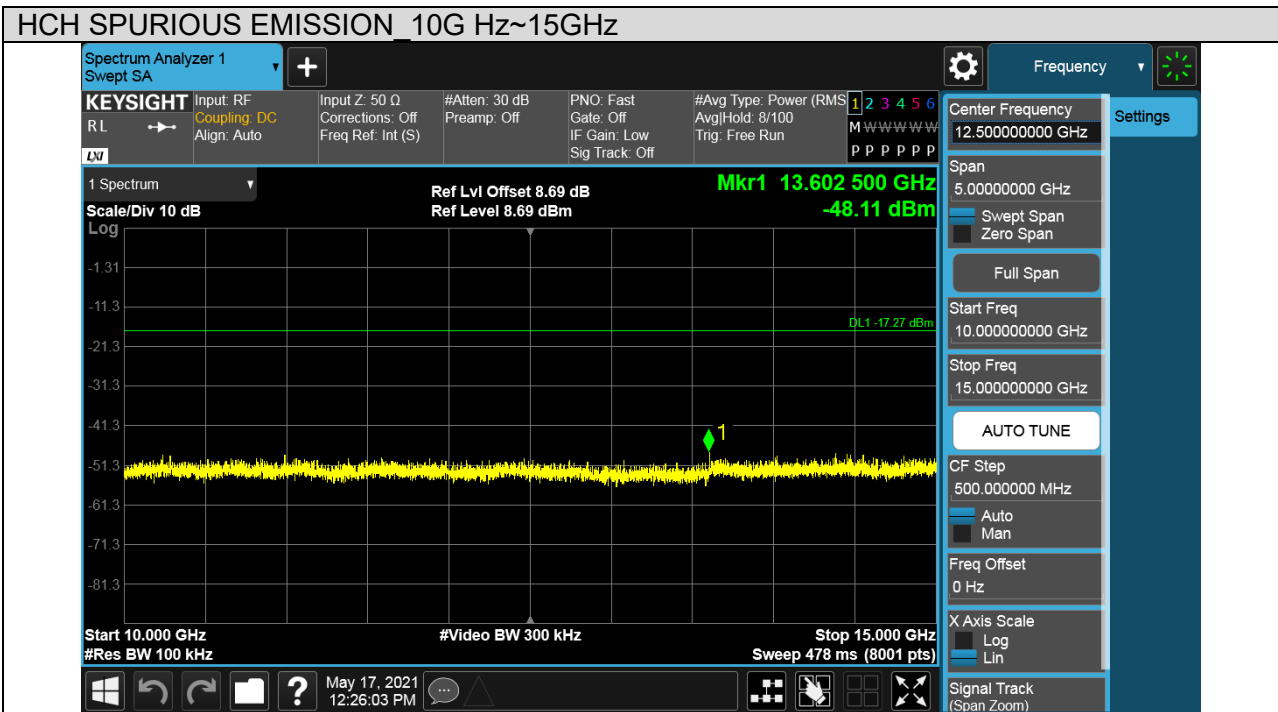 HCH SPURIOUS EMISSION_10G Hz~15GHz
Spectrum Analyzer 1
Swept SA
Frequency
KEYSIGHT
RL
LXI
Input: RF
Coupling: DC
Align: Auto
Input Z: 50 Ω
Corrections: Off
Freq Ref: Int (S)
#Atten: 30 dB
Preamp: Off
PNO: Fast
Gate: Off
IF Gain: Low
Sig Track: Off
#Avg Type: Power (RMS
Avg|Hold: 8/100
Trig: Free Run
1 2 3 4 5 6
M W W W W W
P P P P P P
1 Spectrum
Scale/Div 10 dB
Log
Ref Lvl Offset 8.69 dB
Ref Level 8.69 dBm
Mkr1 13.602 500 GHz
-48.11 dBm
-1.31
-11.3
DL1 -17.27 dBm
-21.3
-31.3
-41.3
1
-51.3
-61.3
-71.3
-81.3
Start 10.000 GHz
#Res BW 100 kHz
#Video BW 300 kHz
Stop 15.000 GHz
Sweep 478 ms (8001 pts)
May 17, 2021
12:26:03 PM
Settings
Center Frequency
12.500000000 GHz
Span
5.00000000 GHz
Swept Span
Zero Span
Full Span
Start Freq
10.000000000 GHz
Stop Freq
15.000000000 GHz
AUTO TUNE
CF Step
500.000000 MHz
Auto
Man
Freq Offset
0 Hz
X Axis Scale
Log
Lin
Signal Track
(Span Zoom)